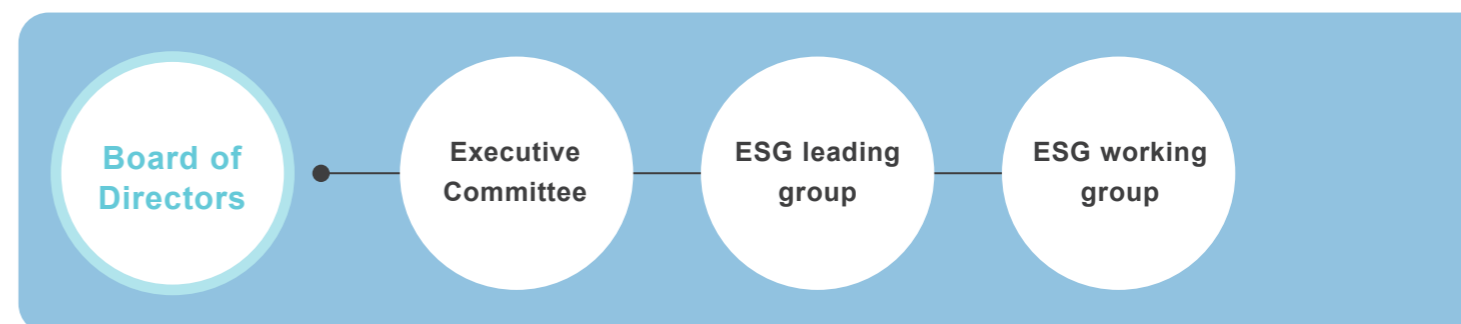 Board of
Directors
Executive
Committee
ESG leading
group
ESG working
group